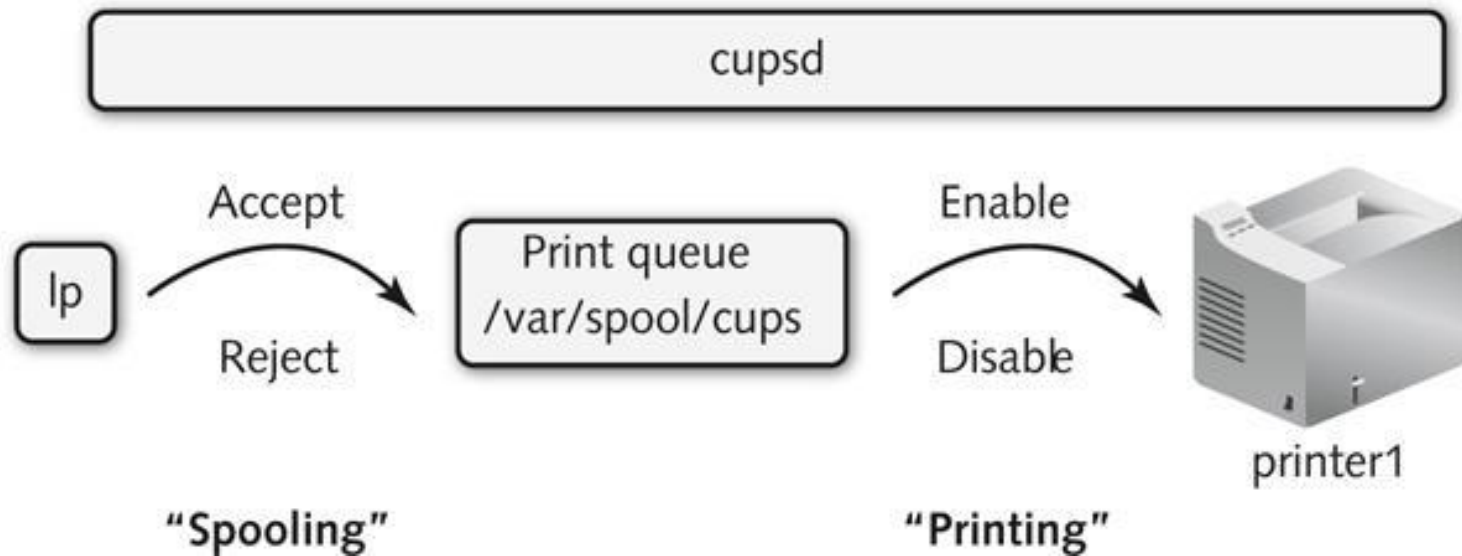 cupsd
lp
Accept
Reject
Print queue
/var/spool/cups
Enable
Disable
printer1
“Spooling”
“Printing”